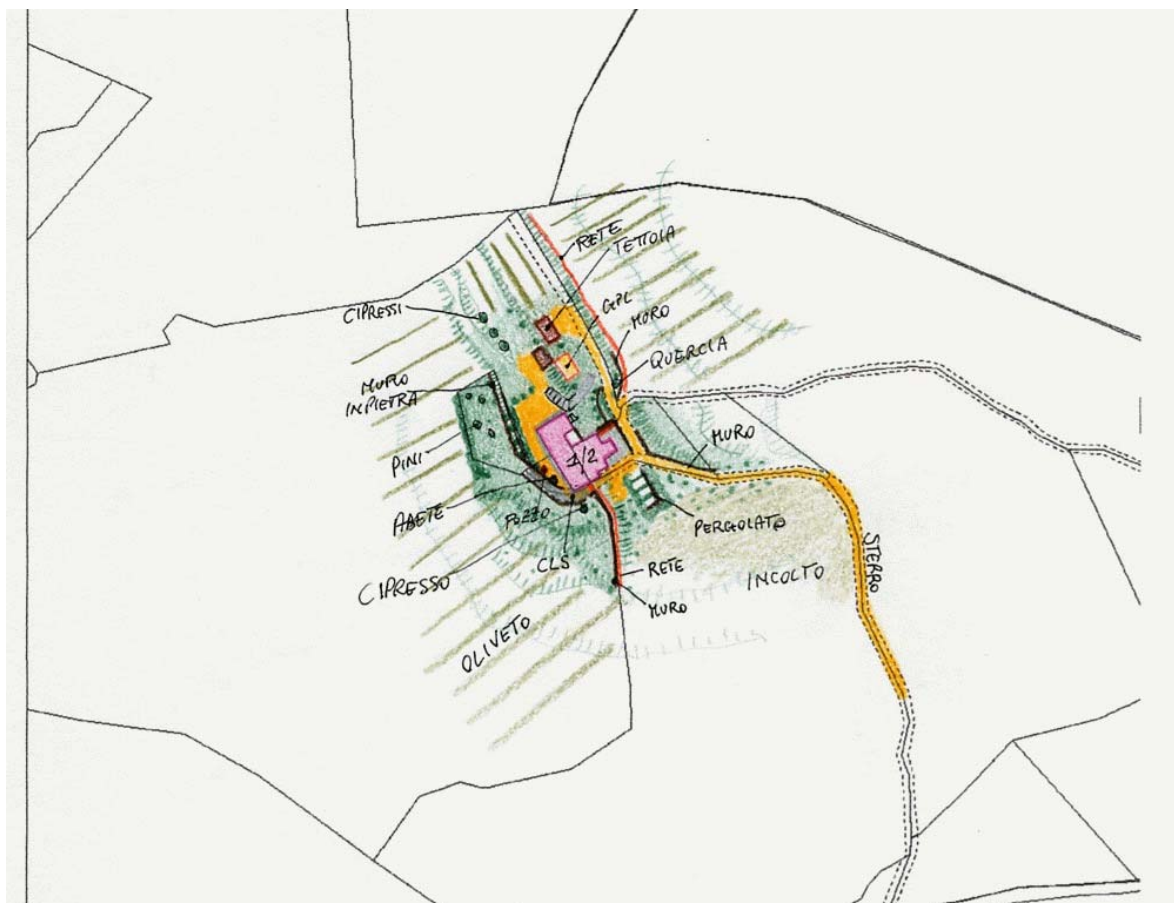 RETE
TETTOIA
GPL
CIPRESSI
MURO
QUERCIA
MURO
IN PIETRA
MURO
PINI
1/2
ABETE
POZZO
PERGOLATO
STERRO
CLS
CIPRESSO
RETE
INCOLTO
MURO
OLIVETO